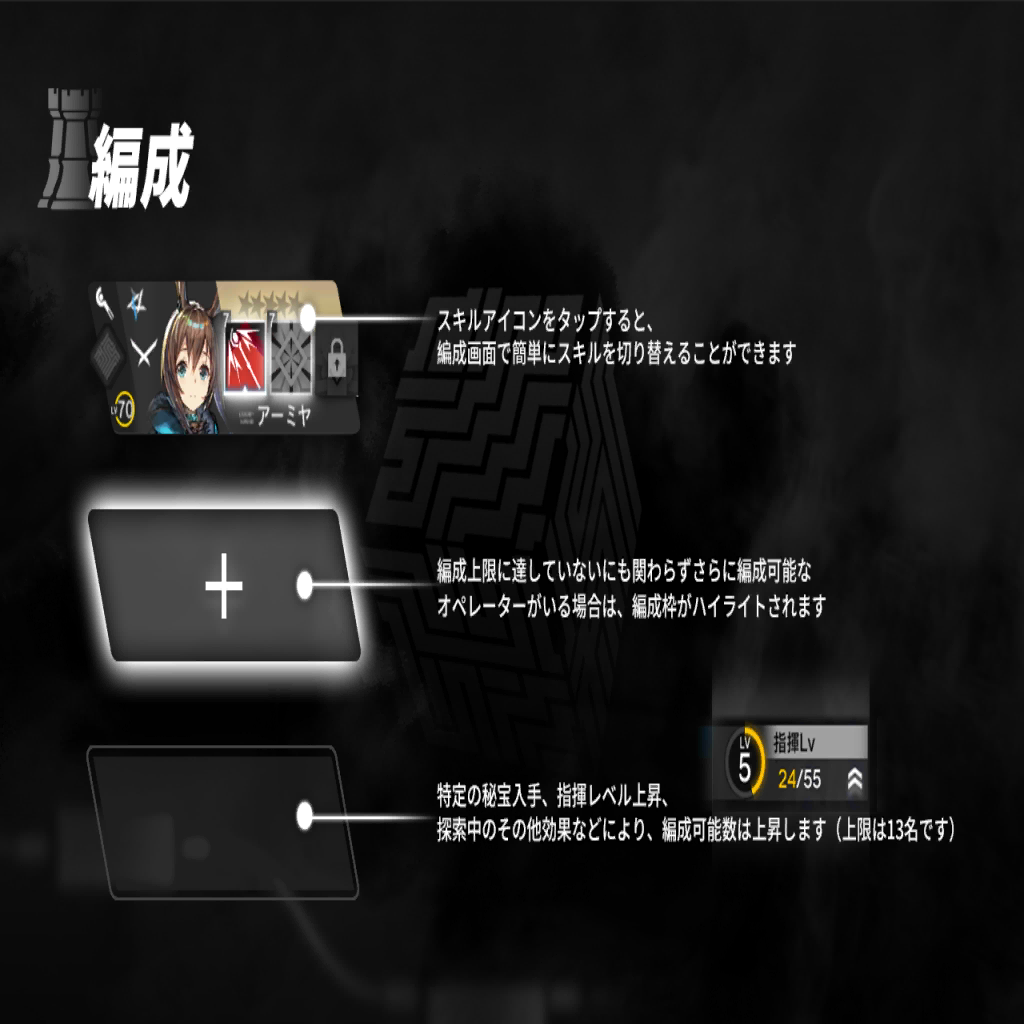 編成
スキルアイコンをタップすると、
編成画面で簡単にスキルを切り替えることができます
7
7
LV 70
アーミヤ
編成上限に達していないにも関わらずさらに編成可能な
オペレーターがいる場合は、編成枠がハイライトされます
LV
5
指揮Lv
24/55
特定の秘宝入手、指揮レベル上昇、
探索中のその他効果などにより、編成可能数は上昇します（上限は13名です）